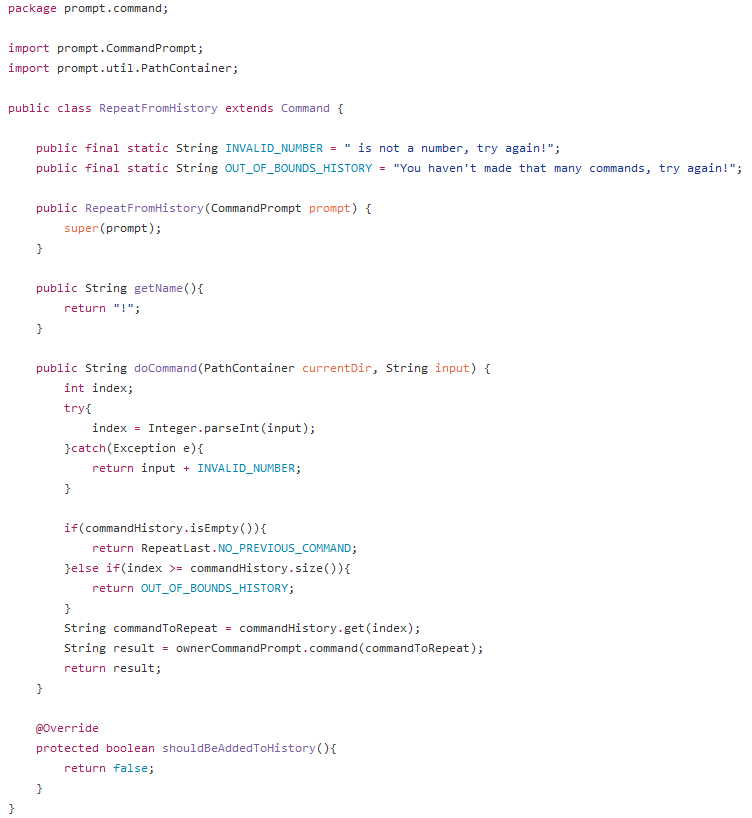 package prompt.command;

import prompt.CommandPrompt;
import prompt.util.PathContainer;

public class RepeatFromHistory extends Command {

    public final static String INVALID_NUMBER = " is not a number, try again!";
    public final static String OUT_OF_BOUNDS_HISTORY = "You haven't made that many commands, try again!";

    public RepeatFromHistory(CommandPrompt prompt) {
        super(prompt);
    }

    public String getName(){
        return "!";
    }

    public String doCommand(PathContainer currentDir, String input) {
        int index;
        try{
            index = Integer.parseInt(input);
        }catch(Exception e){
            return input + INVALID_NUMBER;
        }

        if(commandHistory.isEmpty()){
            return RepeatLast.NO_PREVIOUS_COMMAND;
        }else if(index >= commandHistory.size()){
            return OUT_OF_BOUNDS_HISTORY;
        }
        String commandToRepeat = commandHistory.get(index);
        String result = ownerCommandPrompt.command(commandToRepeat);
        return result;
    }

    @Override
    protected boolean shouldBeAddedToHistory(){
        return false;
    }
}